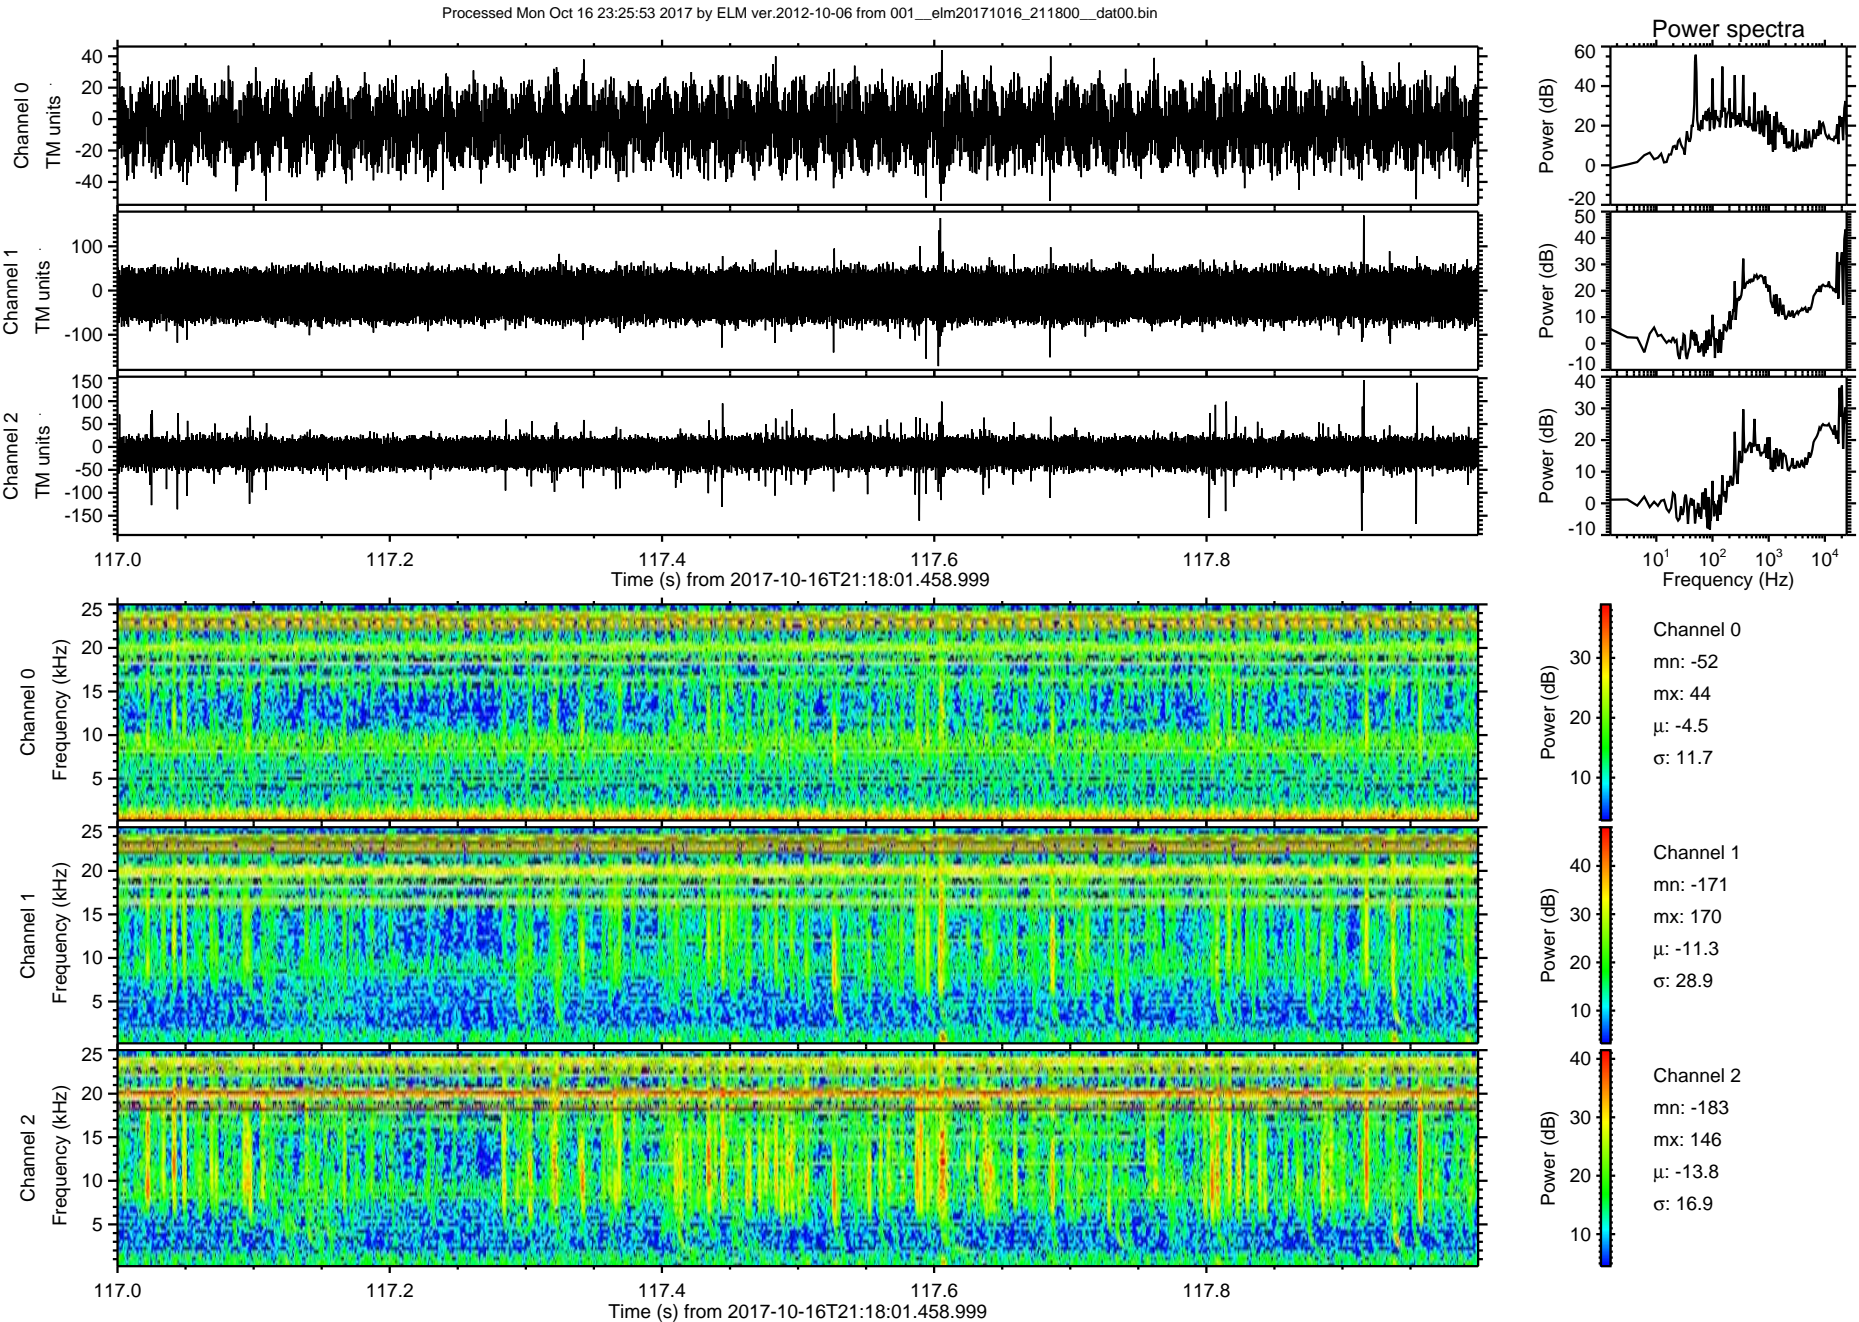 Processed Mon Oct 16 23:25:53 2017 by ELM ver.2012-10-06 from 001__elm20171016_211800__dat00.bin
Power spectra
Channel 0
TM units
40
20
0
-20
-40
Power (dB)
60
40
20
0
-20
Channel 1
TM units
100
0
-100
Power (dB)
50
40
30
20
10
0
-10
Channel 2
TM units
150
100
50
0
-50
-100
-150
Power (dB)
40
30
20
10
0
-10
117.0 117.2 117.4 117.6 117.8
Time (s) from 2017-10-16T21:18:01.458.999
10¹ 10² 10³ 10⁴
Frequency (Hz)
Channel 0
Frequency (kHz)
25
20
15
10
5
Power (dB)
30
20
10
Channel 0
mn: -52
mx: 44
μ: -4.5
σ: 11.7
Channel 1
Frequency (kHz)
25
20
15
10
5
Power (dB)
40
30
20
10
Channel 1
mn: -171
mx: 170
μ: -11.3
σ: 28.9
Channel 2
Frequency (kHz)
25
20
15
10
5
Power (dB)
40
30
20
10
Channel 2
mn: -183
mx: 146
μ: -13.8
σ: 16.9
117.0 117.2 117.4 117.6 117.8
Time (s) from 2017-10-16T21:18:01.458.999